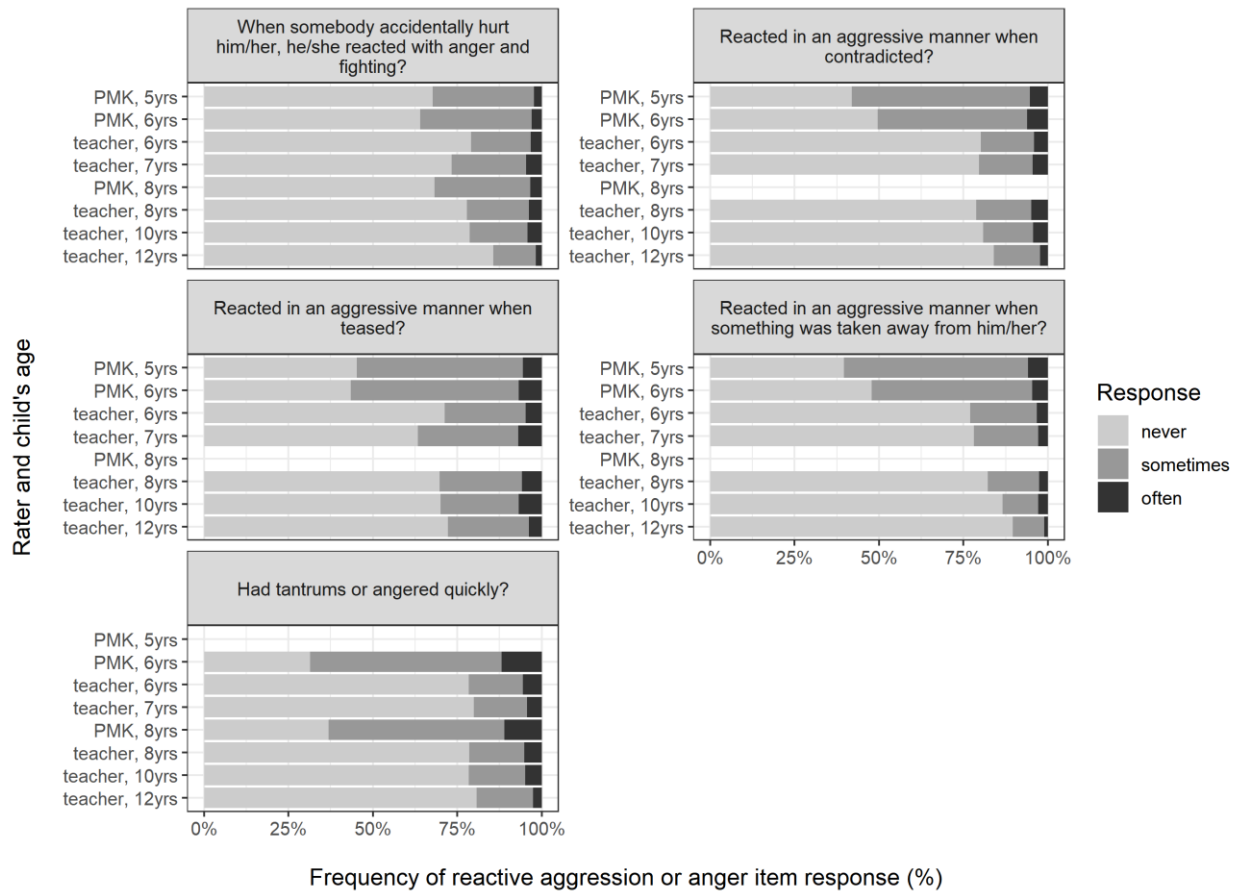 When somebody accidentally hurt
him/her, he/she reacted with anger and
fighting?
PMK, 5yrs
PMK, 6yrs
teacher, 6yrs
teacher, 7yrs
PMK, 8yrs
teacher, 8yrs
teacher, 10yrs
teacher, 12yrs
Reacted in an aggressive manner when
contradicted?
PMK, 5yrs
PMK, 6yrs
teacher, 6yrs
teacher, 7yrs
PMK, 8yrs
teacher, 8yrs
teacher, 10yrs
teacher, 12yrs
Reacted in an aggressive manner when
teased?
PMK, 5yrs
PMK, 6yrs
teacher, 6yrs
teacher, 7yrs
PMK, 8yrs
teacher, 8yrs
teacher, 10yrs
teacher, 12yrs
Reacted in an aggressive manner when
something was taken away from him/her?
PMK, 5yrs
PMK, 6yrs
teacher, 6yrs
teacher, 7yrs
PMK, 8yrs
teacher, 8yrs
teacher, 10yrs
teacher, 12yrs
0% 25% 50% 75% 100%
Had tantrums or angered quickly?
PMK, 5yrs
PMK, 6yrs
teacher, 6yrs
teacher, 7yrs
PMK, 8yrs
teacher, 8yrs
teacher, 10yrs
teacher, 12yrs
0% 25% 50% 75% 100%
Rater and child's age
Frequency of reactive aggression or anger item response (%)
Response
never
sometimes
often